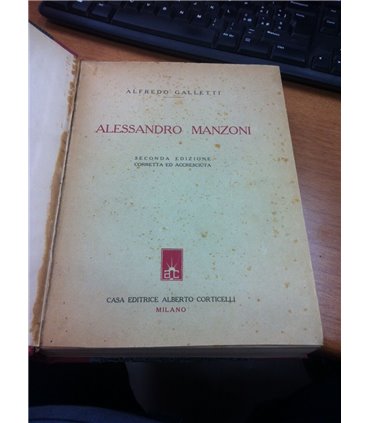 ALFREDO GALLETTI
ALESSANDRO MANZONI
SECONDA EDIZIONE
CORRETTA ED ACCRESCIUTA
CASA EDITRICE ALBERTO CORTICELLI
MILANO